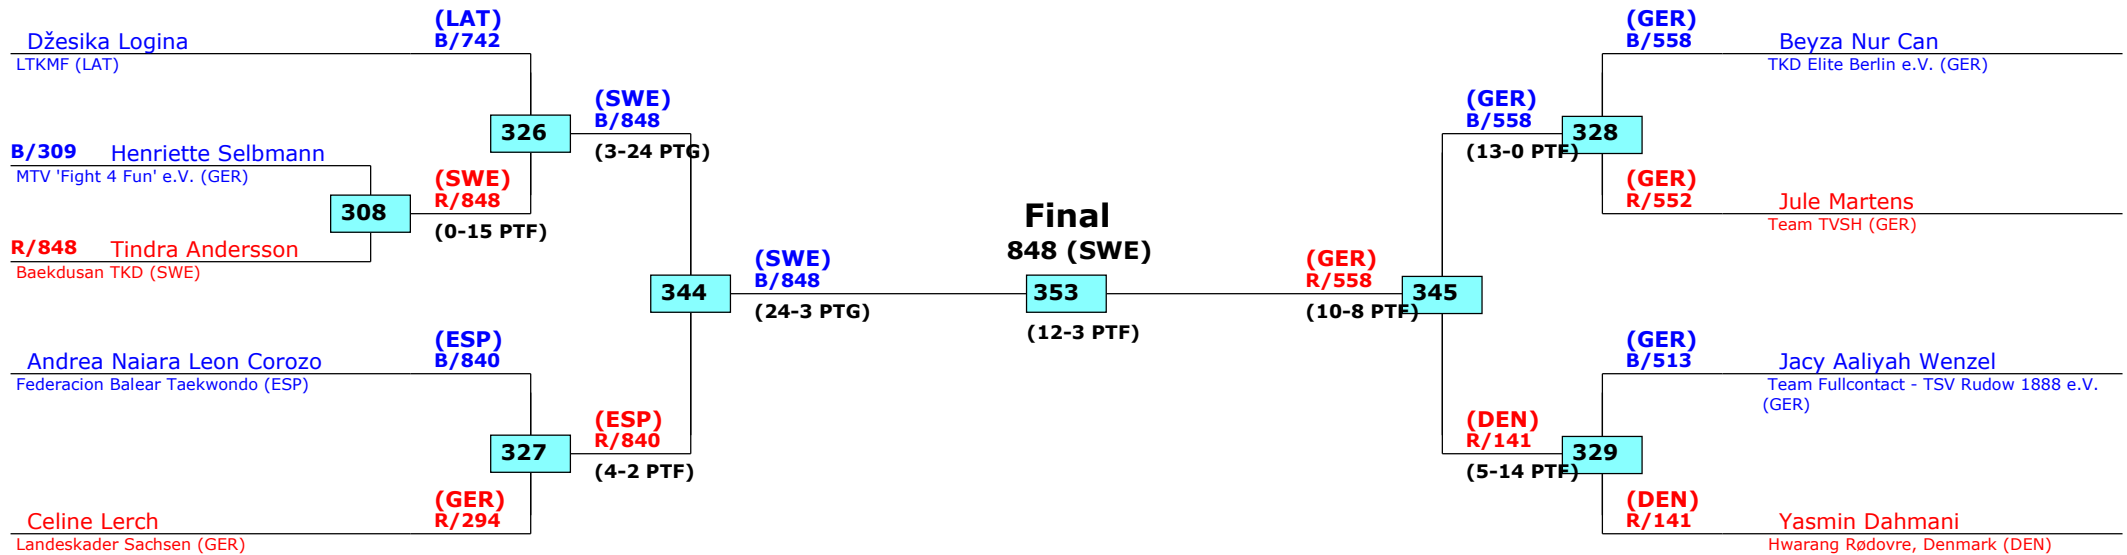 (LAT)
Džesika Logina B/742
LTKMF (LAT)
326
(SWE)
B/848
(3-24 PTG)
B/309 Henriette Selbmann
MTV 'Fight 4 Fun' e.V. (GER)
308
(SWE)
R/848
(0-15 PTF)
R/848 Tindra Andersson
Baekdusan TKD (SWE)
344
(SWE)
B/848
(24-3 PTG)
(ESP)
Andrea Naiara Leon Corozo B/840
Federacion Balear Taekwondo (ESP)
327
(ESP)
R/840
(4-2 PTF)
(GER)
Celine Lerch R/294
Landeskader Sachsen (GER)
Final
848 (SWE)
353
(12-3 PTF)
(GER)
R/558
(10-8 PTF)
345
(GER)
B/558 Beyza Nur Can
TKD Elite Berlin e.V. (GER)
(GER)
B/558
(13-0 PTF)
328
(GER)
R/552 Jule Martens
Team TVSH (GER)
(GER)
B/513 Jacy Aaliyah Wenzel
Team Fullcontact - TSV Rudow 1888 e.V.
(GER)
(DEN)
R/141
(5-14 PTF)
329
(DEN)
R/141 Yasmin Dahmani
Hwarang Rødovre, Denmark (DEN)